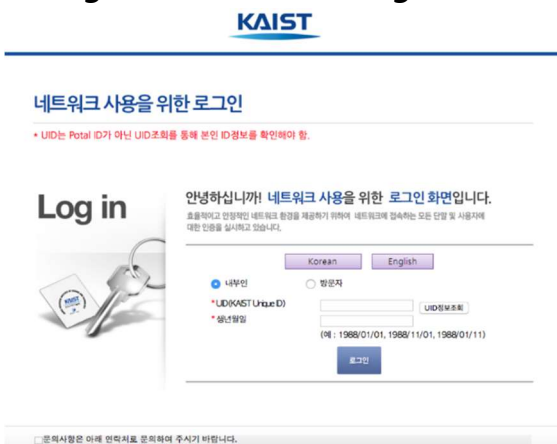 KAIST
네트워크 사용을 위한 로그인
* UID는 Potal ID가 아닌 UID조회를 통해 본인 ID정보를 확인해야 함.
Log in
안녕하십니까! 네트워크 사용을 위한 로그인 화면입니다.
효율적이고 안정적인 네트워크 환경을 제공하기 위하여 네트워크에 접속하는 모든 단말 및 사용자에
대한 인증을 실시하고 있습니다.
Korean English
내부인 방문자
*UID(KAIST Unique ID) UID정보조회
*생년월일
(예 : 1988/01/01, 1988/11/01, 1988/01/11)
로그인
KAIST
문의사항은 아래 연락처로 문의하여 주시기 바랍니다.